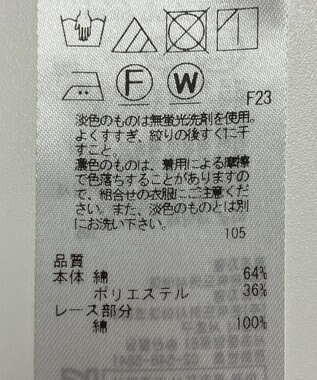 F
W
F23
淡色のものは無蛍光洗剤を使用。
よくすすぎ、絞りの後すぐに干
すこと。
濃色のものは、着用による摩擦
で色落ちすることがありますの
で、組合せの衣服にご注意くださ
い。また、淡色のものとは別
にお洗い下さい。
105
品質
本体 綿 64%
ポリエステル 36%
レース部分
綿 100%